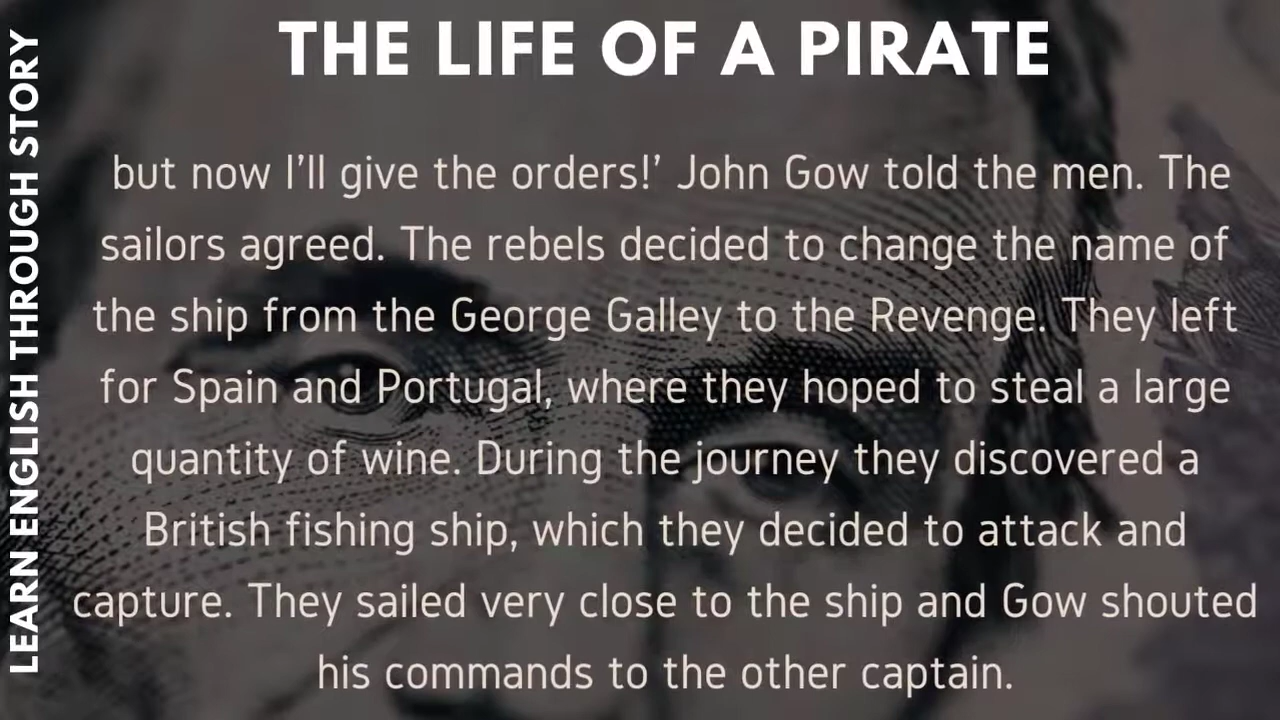 THE LIFE OF A PIRATE
LEARN ENGLISH THROUGH STORY
but now I’ll give the orders!’ John Gow told the men. The
sailors agreed. The rebels decided to change the name of
the ship from the George Galley to the Revenge. They left
for Spain and Portugal, where they hoped to steal a large
quantity of wine. During the journey they discovered a
British fishing ship, which they decided to attack and
capture. They sailed very close to the ship and Gow shouted
his commands to the other captain.